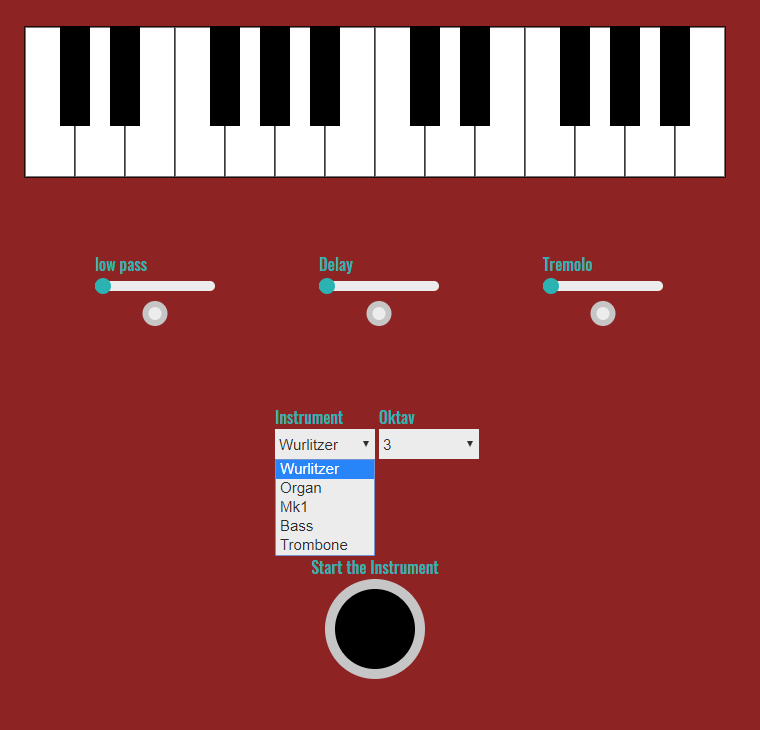 low pass Delay Tremolo
Instrument Oktav
Wurlitzer 3
Wurlitzer
Organ
Mk1
Bass
Trombone
Start the Instrument